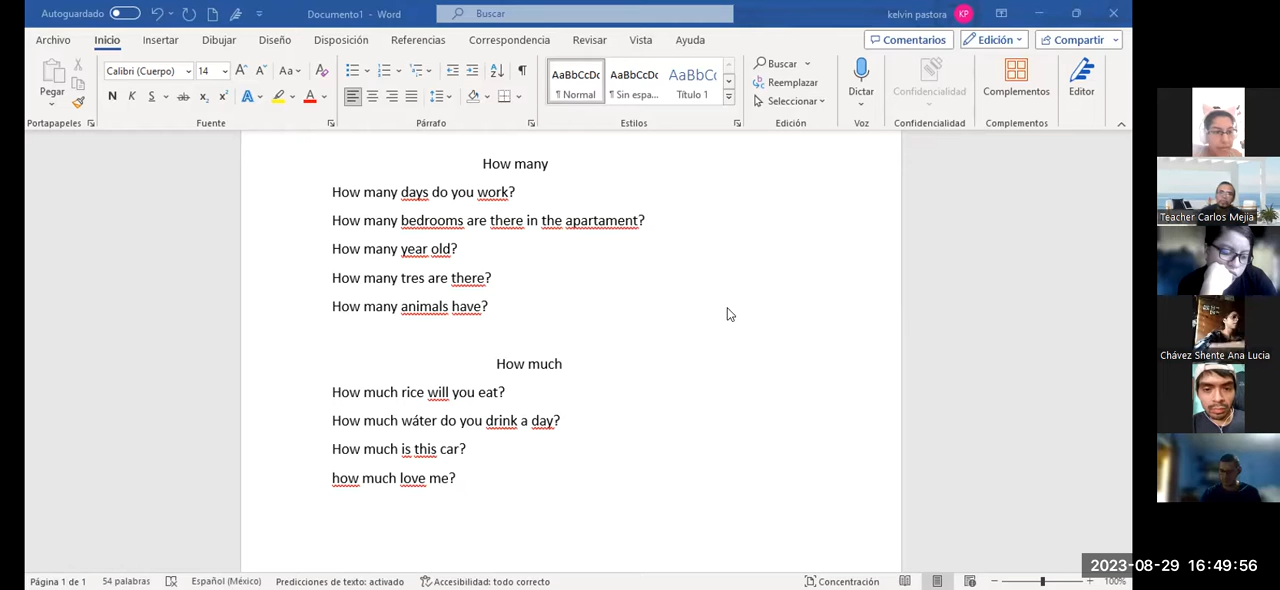 Autoguardado
Documento1 - Word
Buscar
kelvin pastora
KP
Archivo
Inicio
Insertar
Dibujar
Diseño
Disposición
Referencias
Correspondencia
Revisar
Vista
Ayuda
Comentarios
Edición
Compartir
Pegar
Calibri (Cuerpo)
14
A A Aa A
N K S ab x₂ x² A A
AaBbCcDc
AaBbCcDc
AaBbC
¶ Normal
¶ Sin espa...
Título 1
Buscar
Reemplazar
Seleccionar
Dictar
Confidencialidad
Complementos
Editor
Portapapeles
Fuente
Párrafo
Estilos
Edición
Voz
Confidencialidad
Complementos
How many
How many days do you work?
How many bedrooms are there in the apartament?
How many year old?
How many tres are there?
How many animals have?
How much
How much rice will you eat?
How much wáter do you drink a day?
How much is this car?
how much love me?
Teacher Carlos Mejia
Chávez Shente Ana Lucia
Página 1 de 1
54 palabras
Español (México)
Predicciones de texto: activado
Accesibilidad: todo correcto
Concentración
100%
2023-08-29 16:49:56